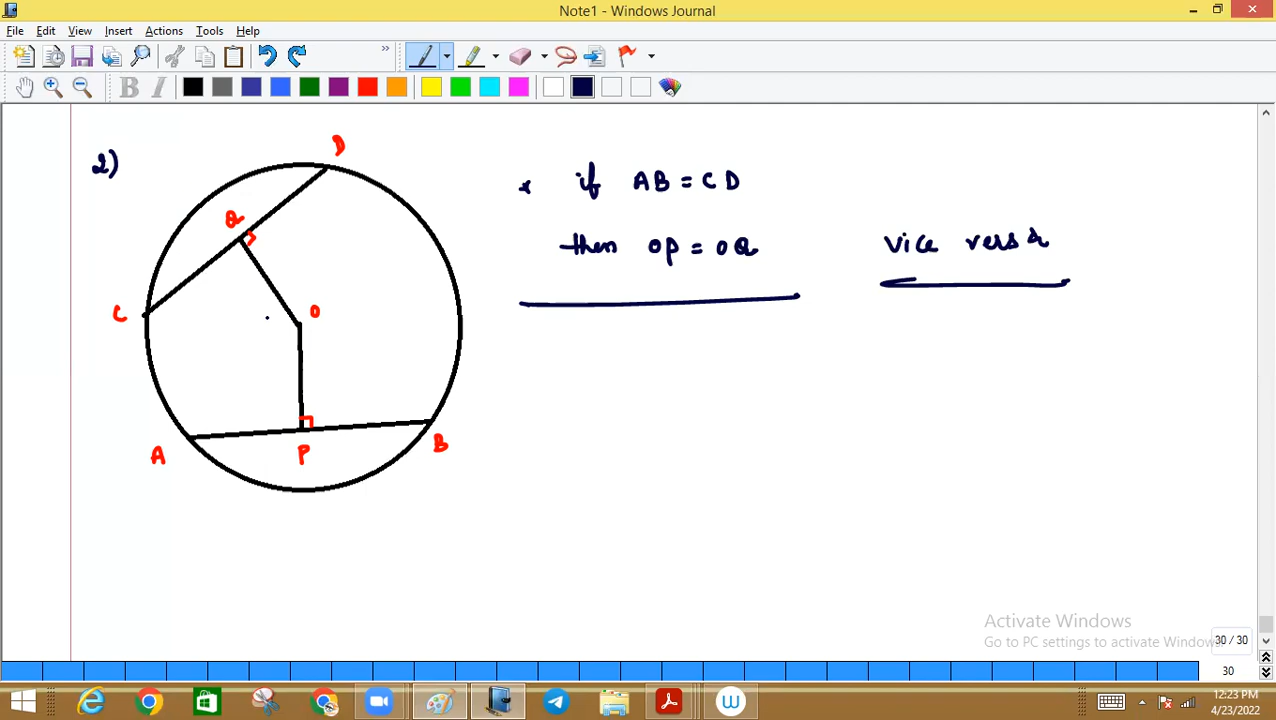 Note1 - Windows Journal
File Edit View Insert Actions Tools Help
2)
D
Q
C
O
A
P
B
* if AB = CD
then OP = OQ
vice versa
Activate Windows
Go to PC settings to activate Windows.
30 / 30
30
12:23 PM
4/23/2022